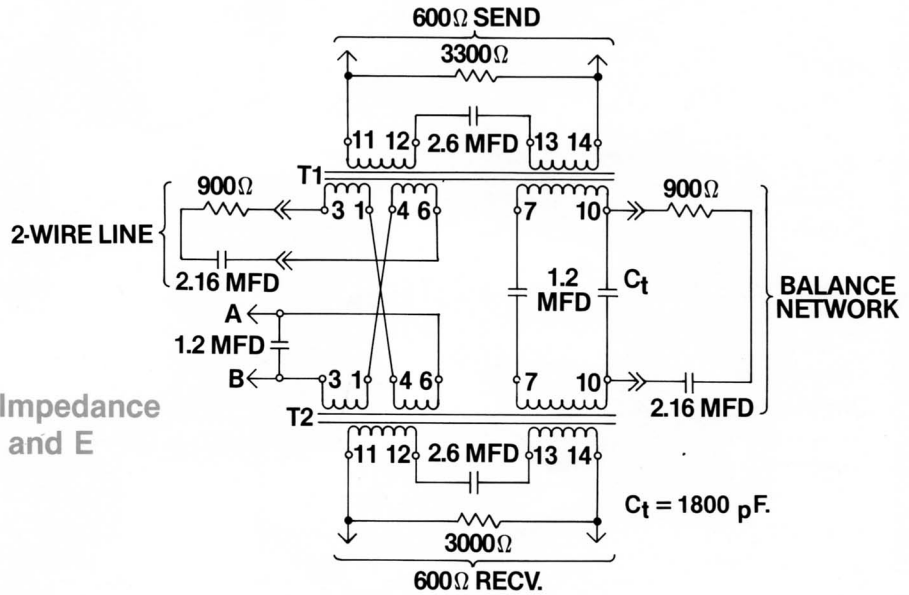 600Ω SEND
3300Ω
11 12 2.6 MFD 13 14
T1
900Ω 3 1 4 6 7 10 900Ω
2-WIRE LINE
2.16 MFD
1.2 MFD
C_t
BALANCE NETWORK
A
1.2 MFD
B
3 1 4 6 7 10
2.16 MFD
Impedance
and E
T2
11 12 2.6 MFD 13 14
C_t = 1800 pF.
3000Ω
600Ω RECV.